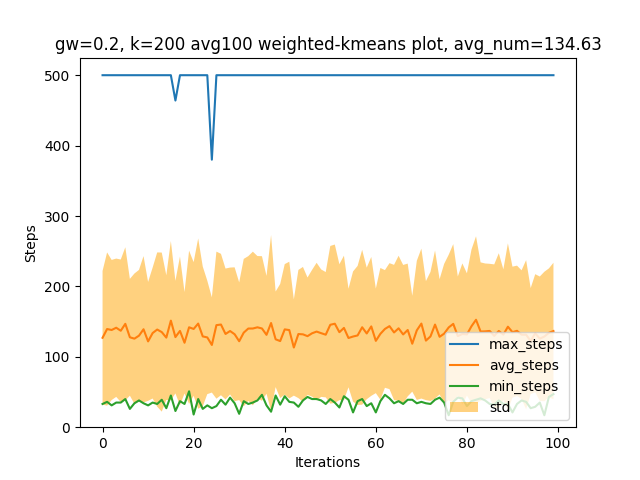 gw=0.2, k=200 avg100 weighted-kmeans plot, avg_num=134.63
500
400
300
200
100
0
Steps
0
20
40
60
80
100
Iterations
max_steps
avg_steps
min_steps
std